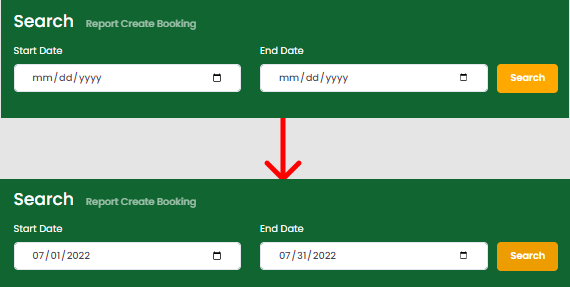 Search Report Create Booking
Start Date End Date
mm/dd/yyyy mm/dd/yyyy Search
Search Report Create Booking
Start Date End Date
07/01/2022 07/31/2022 Search